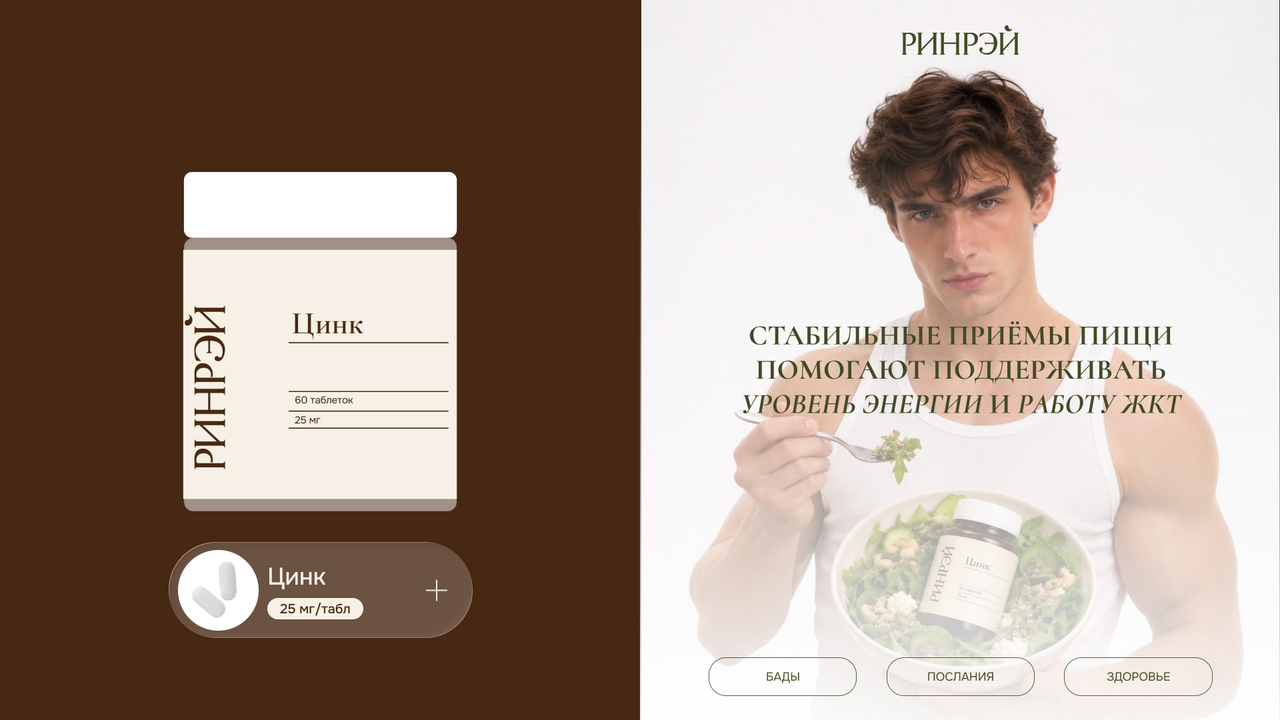 РИНРЭЙ
Цинк
60 таблеток
25 мг
Цинк
25 мг/табл
РИНРЭЙ
СТАБИЛЬНЫЕ ПРИЁМЫ ПИЩИ
ПОМОГАЮТ ПОДДЕРЖИВАТЬ
УРОВЕНЬ ЭНЕРГИИ И РАБОТУ ЖКТ
РИНРЭЙ
Цинк
БАДЫ
ПОСЛАНИЯ
ЗДОРОВЬЕ